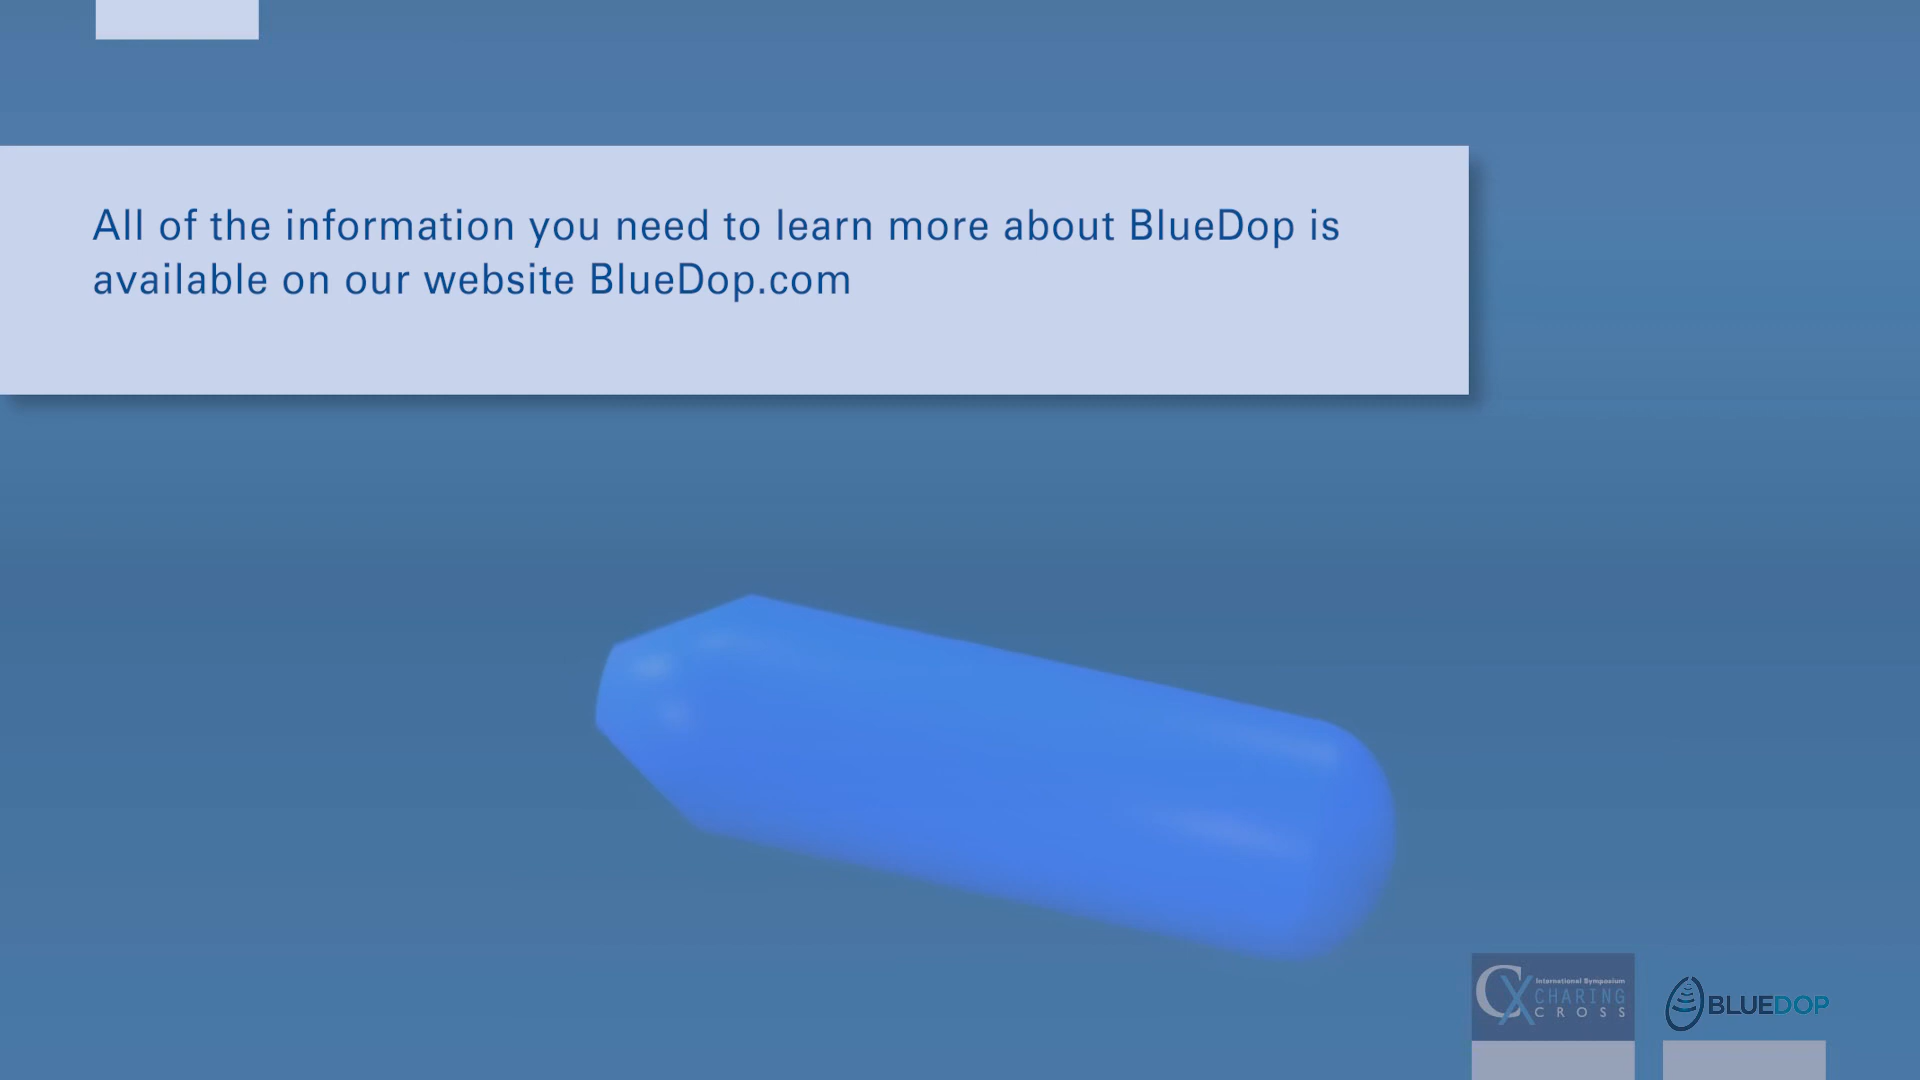 All of the information you need to learn more about BlueDop is
available on our website BlueDop.com
CX International Symposium
CHARING
CROSS
BLUEDOP